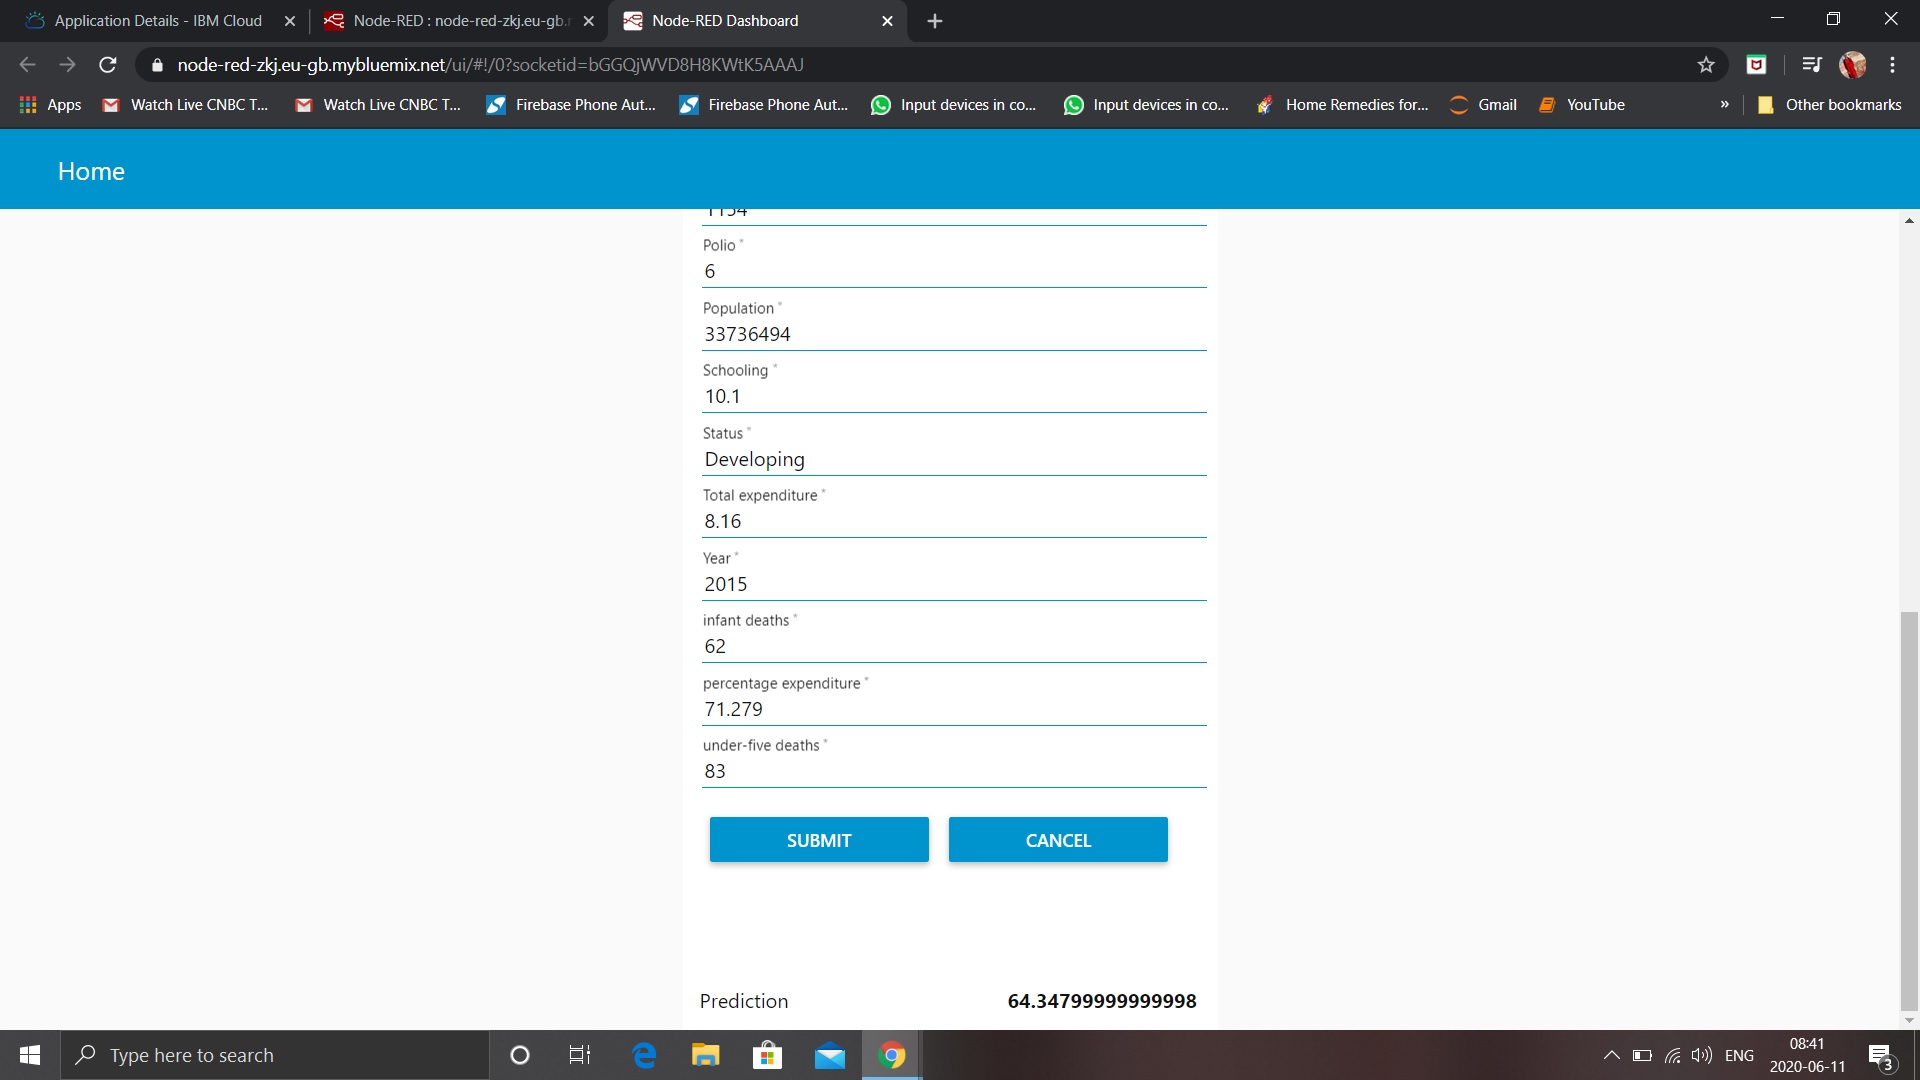 Application Details - IBM Cloud
Node-RED : node-red-zkj.eu-gb.r
Node-RED Dashboard
node-red-zkj.eu-gb.mybluemix.net/ui/#!/0?socketid=bGGQjWVD8H8KWtK5AAAJ
Apps
Watch Live CNBC T...
Watch Live CNBC T...
Firebase Phone Aut...
Firebase Phone Aut...
Input devices in co...
Input devices in co...
Home Remedies for...
Gmail
YouTube
»
Other bookmarks
Home
Polio *
6
Population *
33736494
Schooling *
10.1
Status *
Developing
Total expenditure *
8.16
Year *
2015
infant deaths *
62
percentage expenditure *
71.279
under-five deaths *
83
SUBMIT
CANCEL
Prediction
64.34799999999998
Type here to search
ENG
08:41
2020-06-11
3